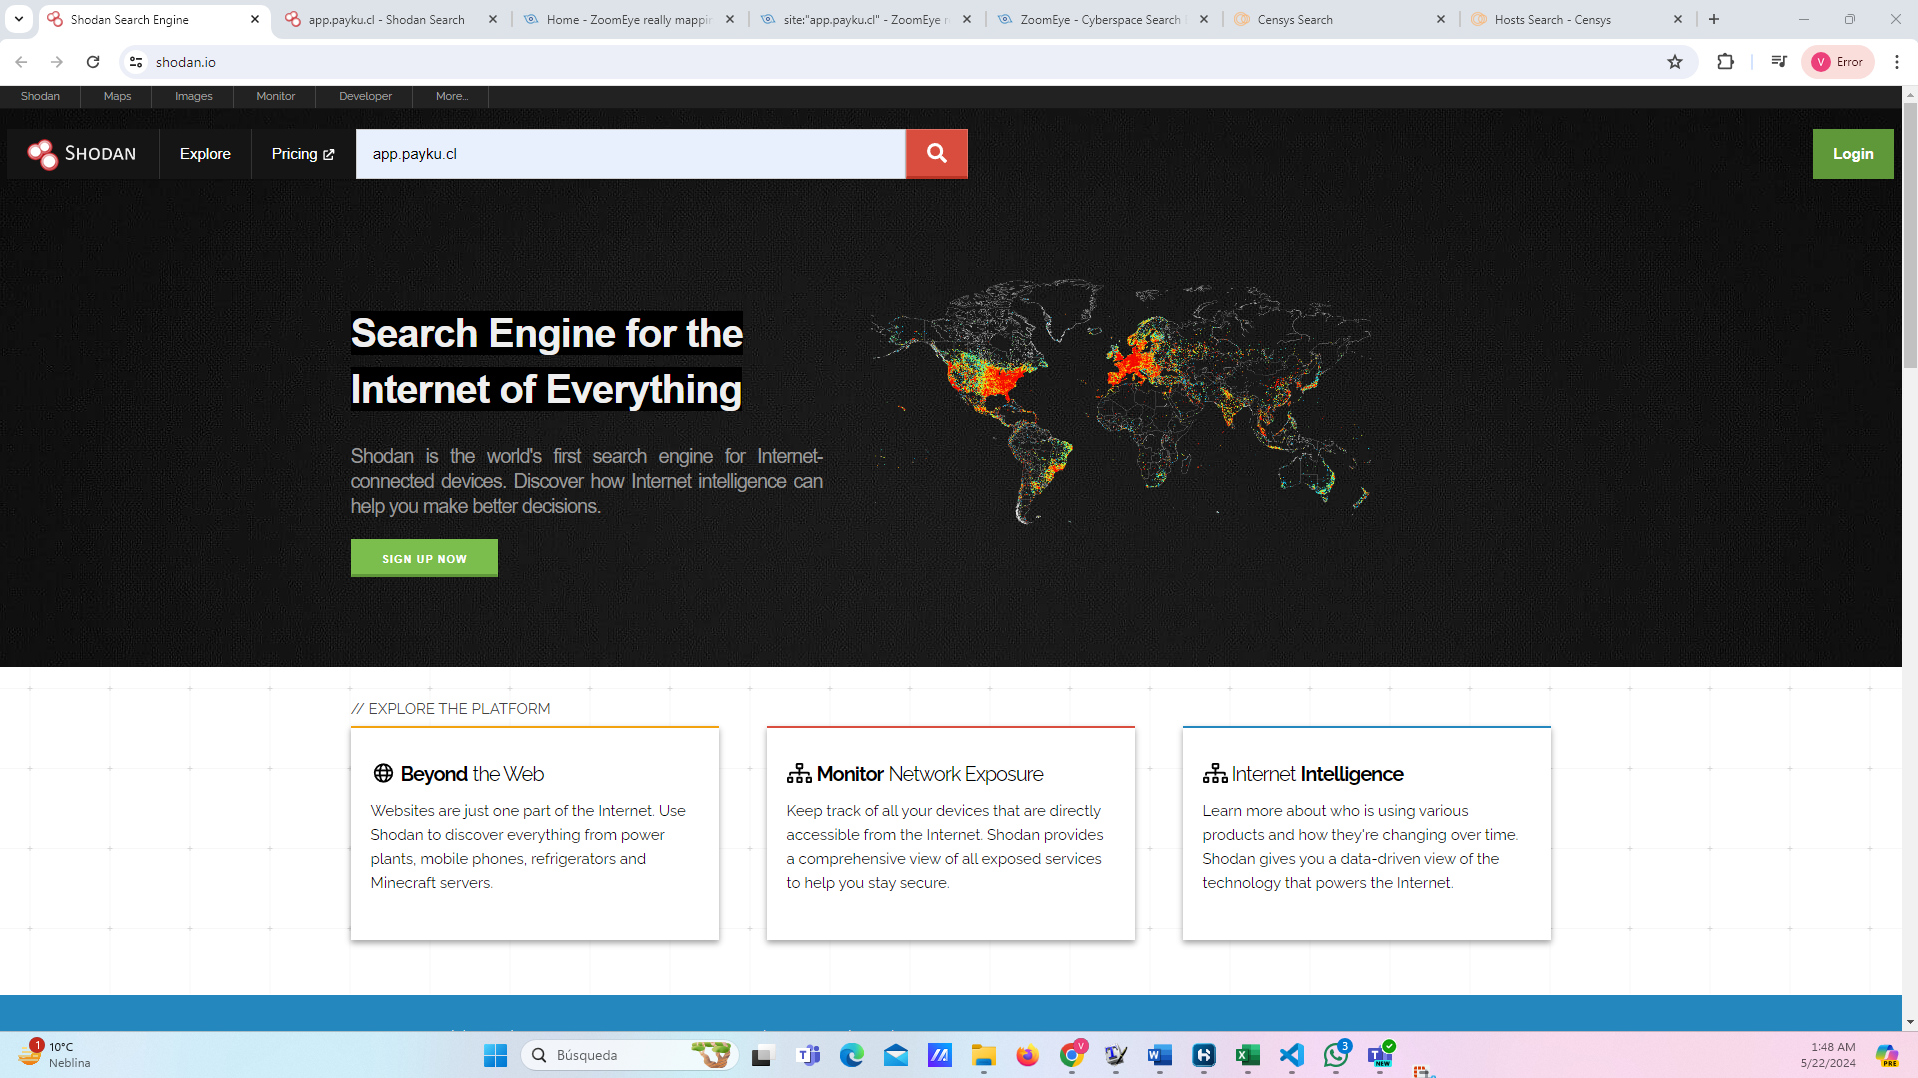 Shodan Search Engine
app.payku.cl - Shodan Search
Home - ZoomEye really mappin
site:"app.payku.cl" - ZoomEye r
ZoomEye - Cyberspace Search
Censys Search
Hosts Search - Censys
shodan.io
V Error
Shodan Maps Images Monitor Developer More...
SHODAN Explore Pricing app.payku.cl Login
Search Engine for the
Internet of Everything
Shodan is the world's first search engine for Internet-
connected devices. Discover how Internet intelligence can
help you make better decisions.
SIGN UP NOW
// EXPLORE THE PLATFORM
Beyond the Web
Websites are just one part of the Internet. Use
Shodan to discover everything from power
plants, mobile phones, refrigerators and
Minecraft servers.
Monitor Network Exposure
Keep track of all your devices that are directly
accessible from the Internet. Shodan provides
a comprehensive view of all exposed services
to help you stay secure.
Internet Intelligence
Learn more about who is using various
products and how they're changing over time.
Shodan gives you a data-driven view of the
technology that powers the Internet.
1
10°C
Neblina
Búsqueda
V
3
NEW
1:48 AM
5/22/2024
PRE